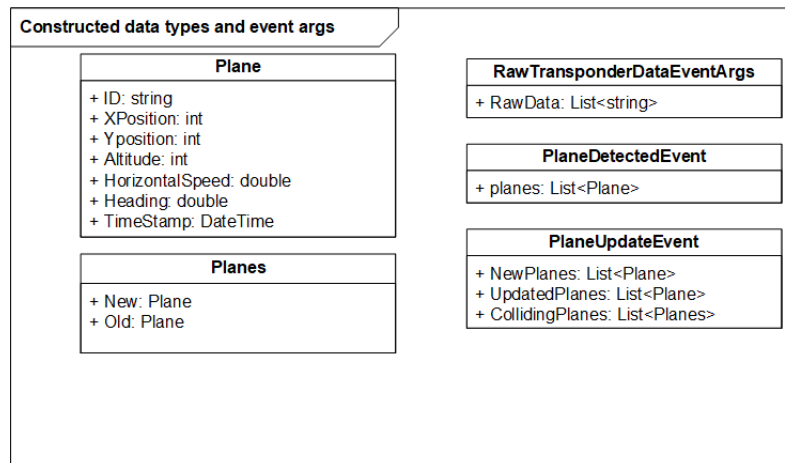 Constructed data types and event args
Plane
+ ID: string
+ XPosition: int
+ Yposition: int
+ Altitude: int
+ HorizontalSpeed: double
+ Heading: double
+ TimeStamp: DateTime
Planes
+ New: Plane
+ Old: Plane
RawTransponderDataEventArgs
+ RawData: List<string>
PlaneDetectedEvent
+ planes: List<Plane>
PlaneUpdateEvent
+ NewPlanes: List<Plane>
+ UpdatedPlanes: List<Plane>
+ CollidingPlanes: List<Planes>